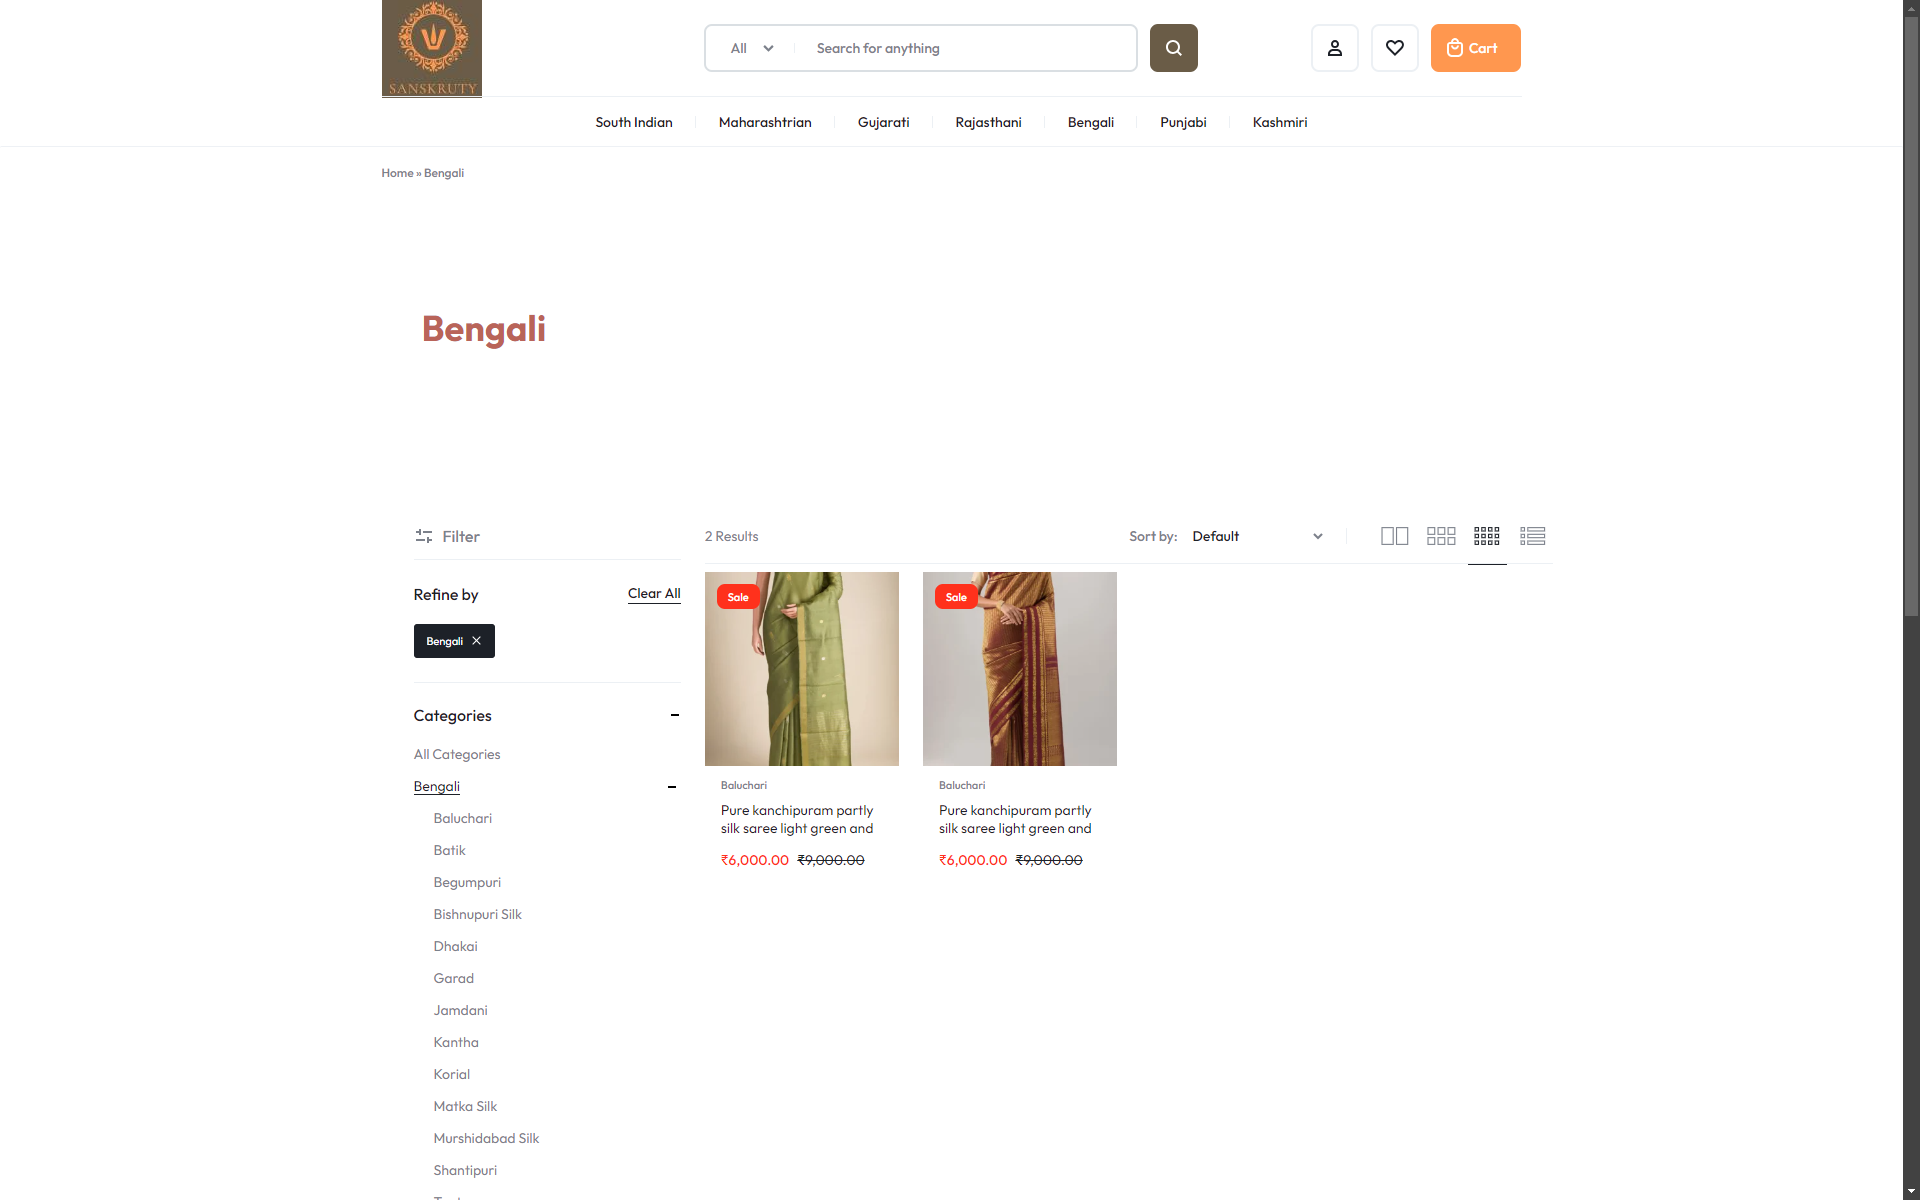 SANSKRUTY
All
Search for anything
Cart
South Indian
Maharashtrian
Gujarati
Rajasthani
Bengali
Punjabi
Kashmiri
Home » Bengali
Bengali
Filter
2 Results
Sort by: Default
Refine by
Clear All
Bengali
Categories
All Categories
Bengali
Baluchari
Batik
Begumpuri
Bishnupuri Silk
Dhakai
Garad
Jamdani
Kantha
Korial
Matka Silk
Murshidabad Silk
Shantipuri
Sale
Baluchari
Pure kanchipuram partly
silk saree light green and
₹6,000.00 ₹9,000.00
Sale
Baluchari
Pure kanchipuram partly
silk saree light green and
₹6,000.00 ₹9,000.00